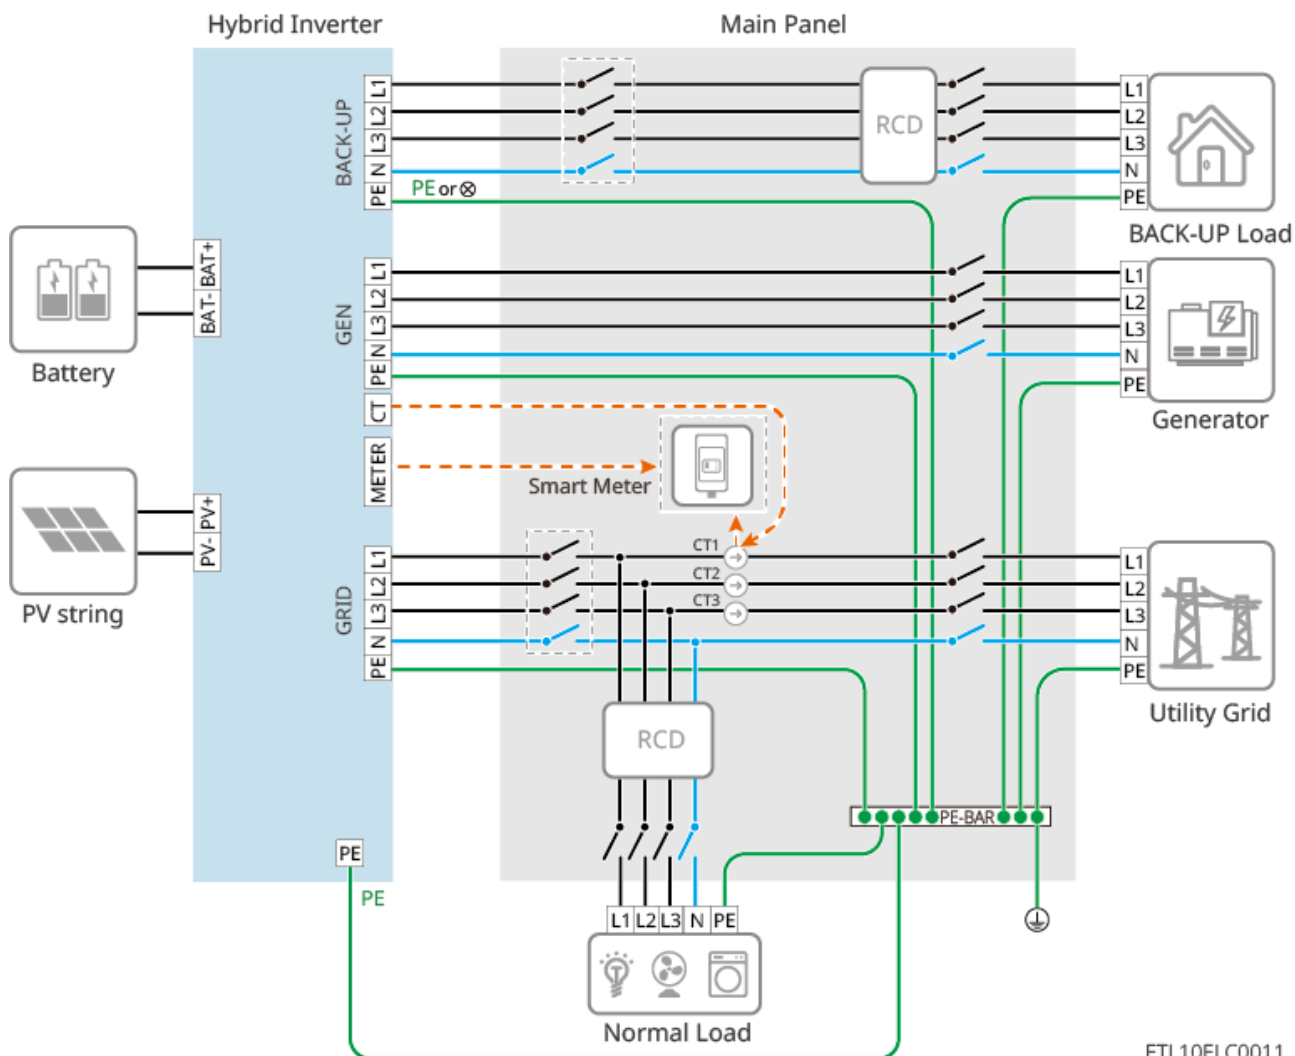 Hybrid Inverter
Main Panel
BACK-UP
L1
L2
L3
N
PE
PE or ⊗
RCD
L1
L2
L3
N
PE
BACK-UP Load
BAT+
BAT-
Battery
GEN
L1
L2
L3
N
PE
L1
L2
L3
N
PE
Generator
CT
METER
Smart Meter
PV+
PV-
PV string
GRID
L1
L2
L3
N
PE
CT1
CT2
CT3
L1
L2
L3
N
PE
Utility Grid
RCD
PE-BAR
PE
PE
L1 L2 L3 N PE
Normal Load
ETL10ELC0011